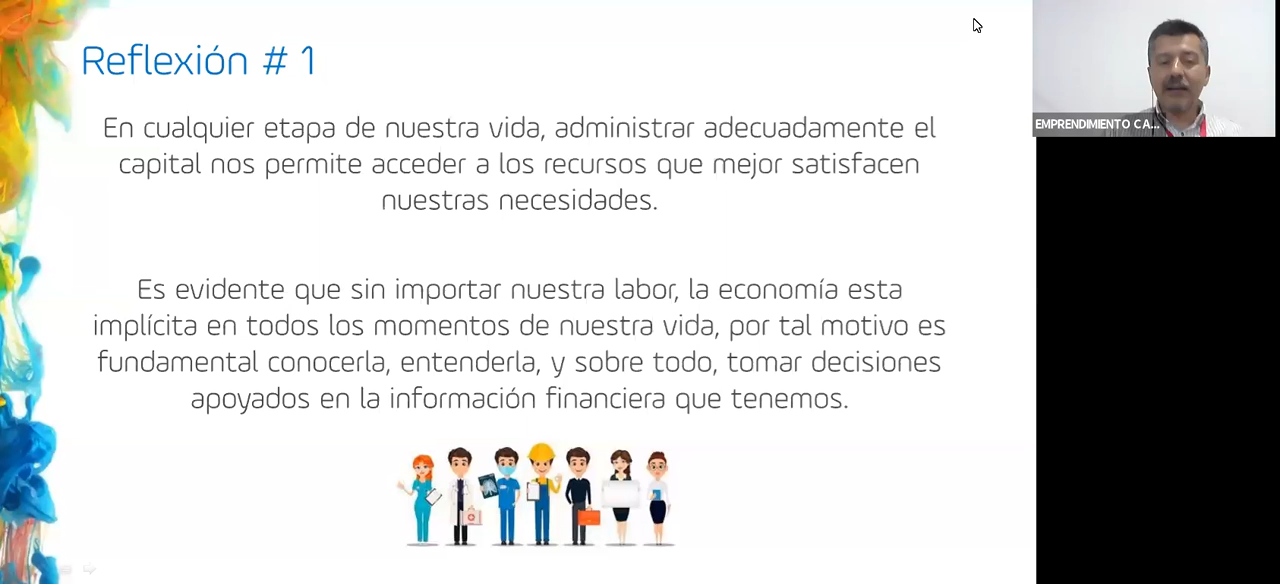 Reflexión # 1
En cualquier etapa de nuestra vida, administrar adecuadamente el
capital nos permite acceder a los recursos que mejor satisfacen
nuestras necesidades.
Es evidente que sin importar nuestra labor, la economía esta
implícita en todos los momentos de nuestra vida, por tal motivo es
fundamental conocerla, entenderla, y sobre todo, tomar decisiones
apoyados en la información financiera que tenemos.
EMPRENDIMIENTO CA...